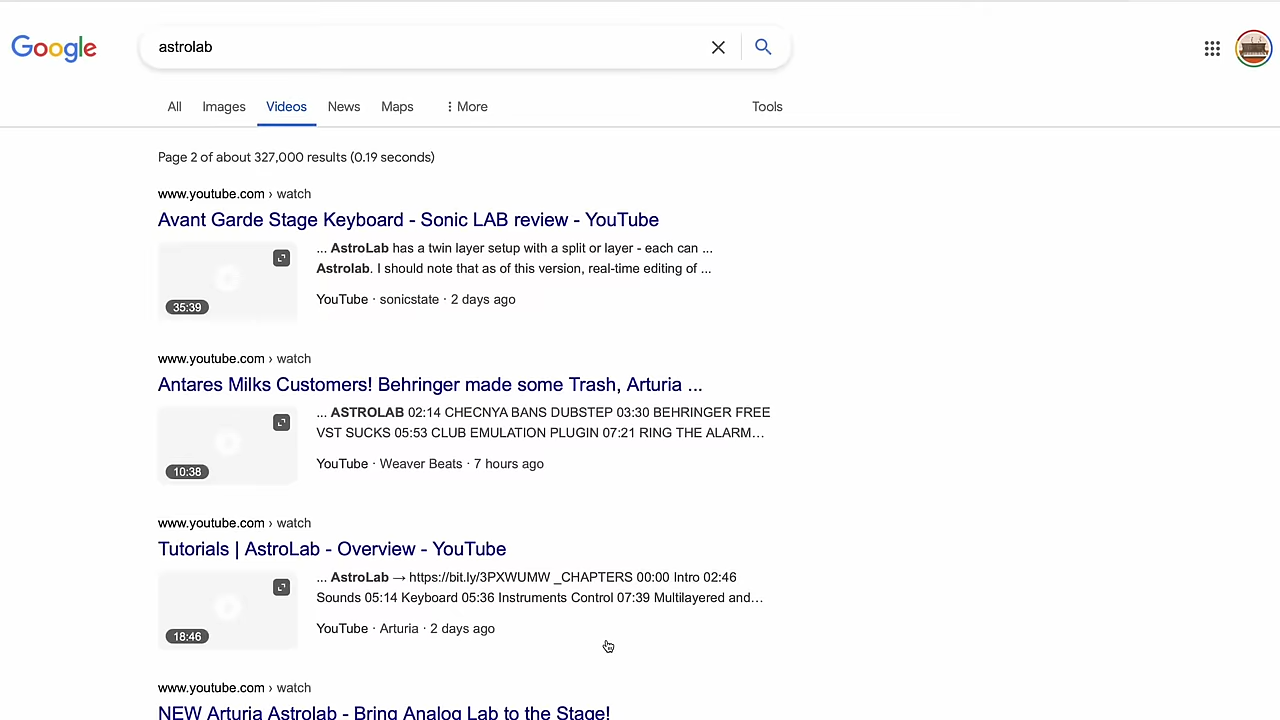 Google
astrolab
All Images Videos News Maps More Tools
Page 2 of about 327,000 results (0.19 seconds)
www.youtube.com › watch
Avant Garde Stage Keyboard - Sonic LAB review - YouTube
... AstroLab has a twin layer setup with a split or layer - each can ...
Astrolab. I should note that as of this version, real-time editing of ...
35:39
YouTube · sonicstate · 2 days ago
www.youtube.com › watch
Antares Milks Customers! Behringer made some Trash, Arturia ...
... ASTROLAB 02:14 CHECNYA BANS DUBSTEP 03:30 BEHRINGER FREE
VST SUCKS 05:53 CLUB EMULATION PLUGIN 07:21 RING THE ALARM...
10:38
YouTube · Weaver Beats · 7 hours ago
www.youtube.com › watch
Tutorials | AstroLab - Overview - YouTube
... AstroLab → https://bit.ly/3PXWUMW _CHAPTERS 00:00 Intro 02:46
Sounds 05:14 Keyboard 05:36 Instruments Control 07:39 Multilayered and...
18:46
YouTube · Arturia · 2 days ago
www.youtube.com › watch
NEW Arturia Astrolab - Bring Analog Lab to the Stage!